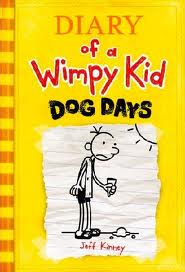 DIARY
of a
Wimpy Kid
DOG DAYS
Jeff Kinney